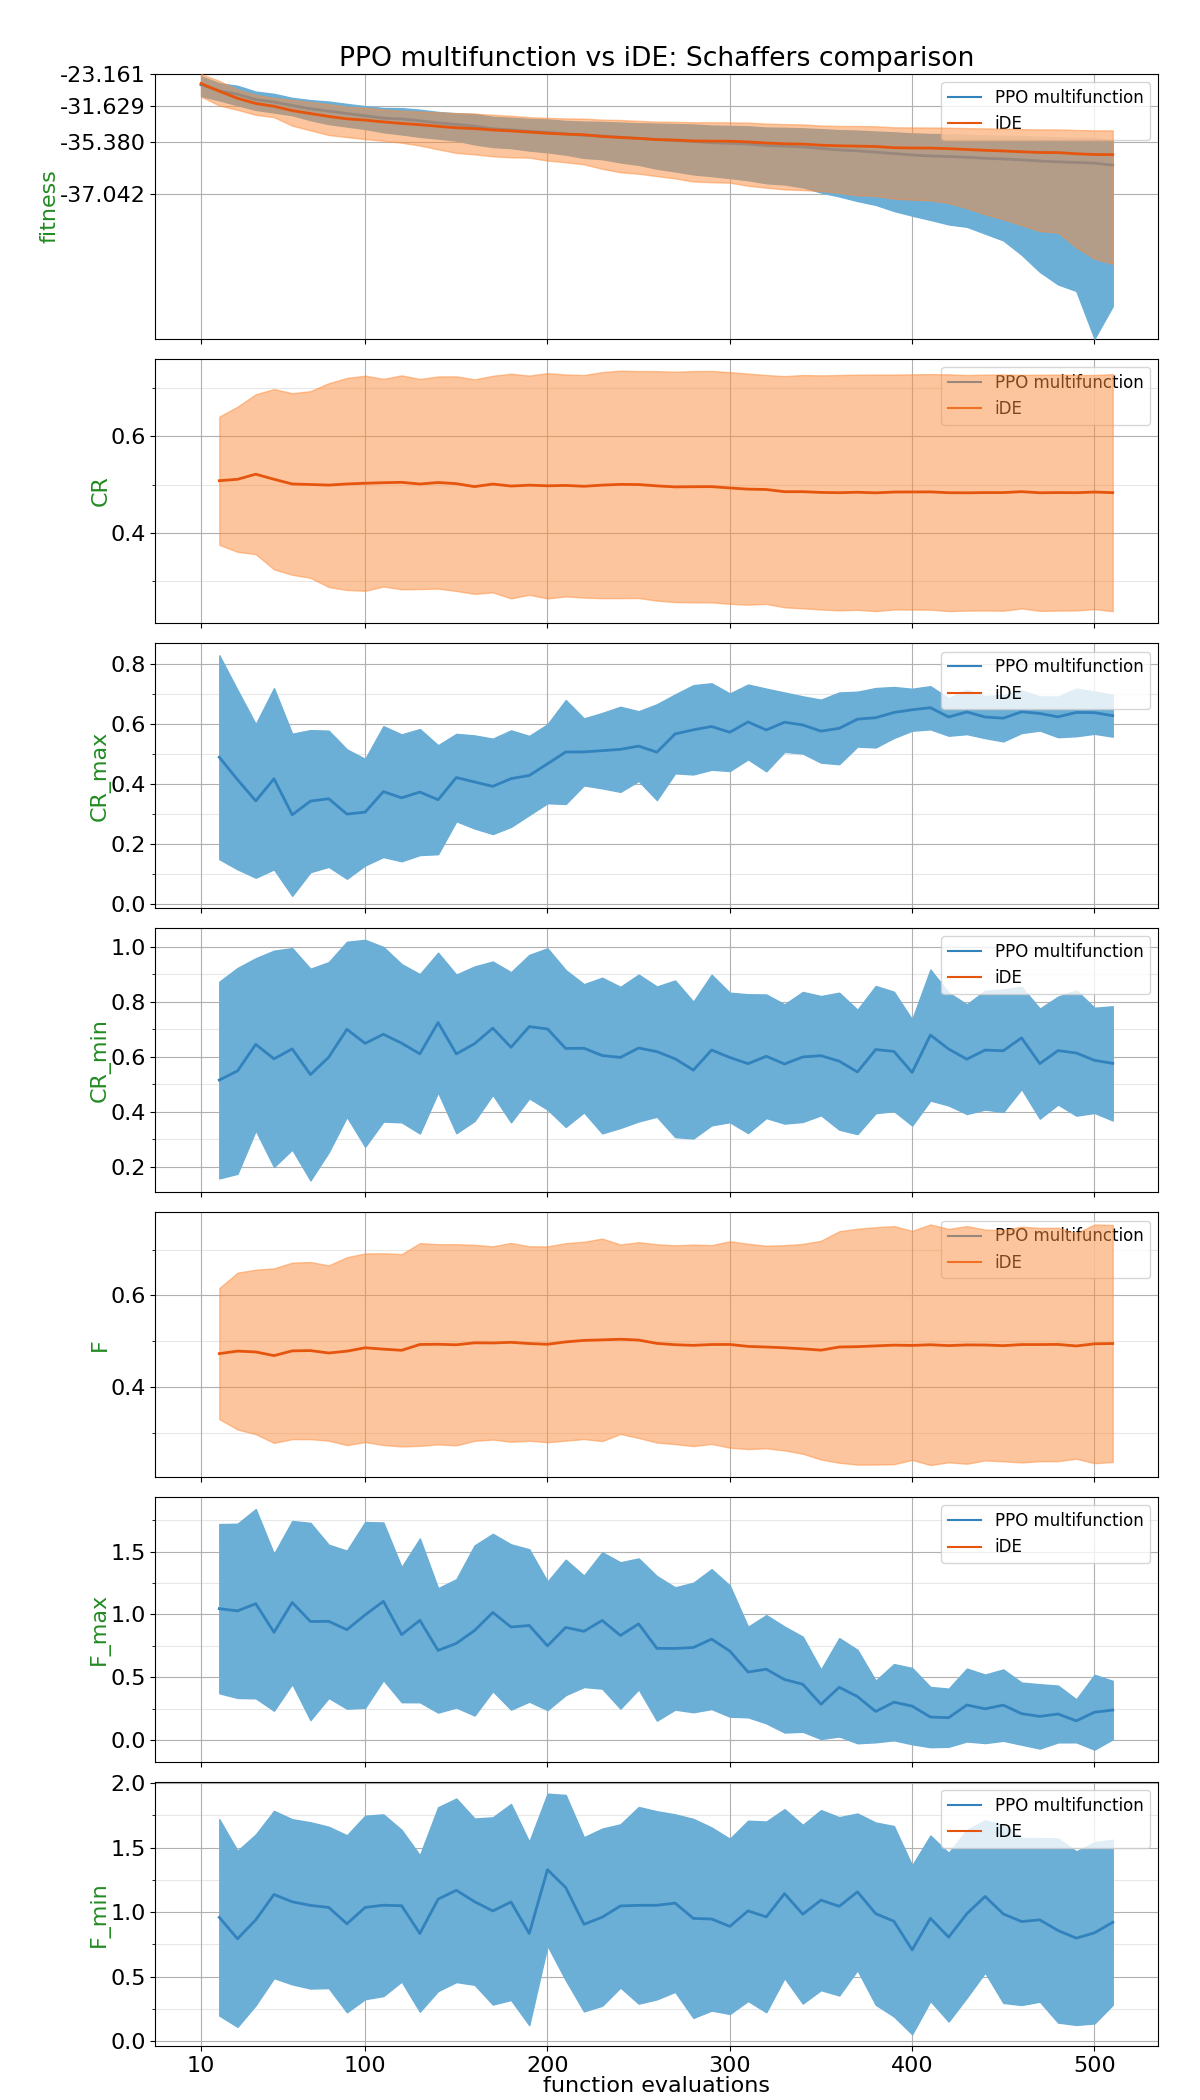 PPO multifunction vs iDE: Schaffers comparison
-23.161
-31.629
-35.380
-37.042
fitness
PPO multifunction
iDE
0.6
0.4
CR
PPO multifunction
iDE
0.8
0.6
0.4
0.2
0.0
CR_max
PPO multifunction
iDE
1.0
0.8
0.6
0.4
0.2
CR_min
PPO multifunction
iDE
0.6
0.4
F
PPO multifunction
iDE
1.5
1.0
0.5
0.0
F_max
PPO multifunction
iDE
2.0
1.5
1.0
0.5
0.0
F_min
PPO multifunction
iDE
10 100 200 300 400 500
function evaluations